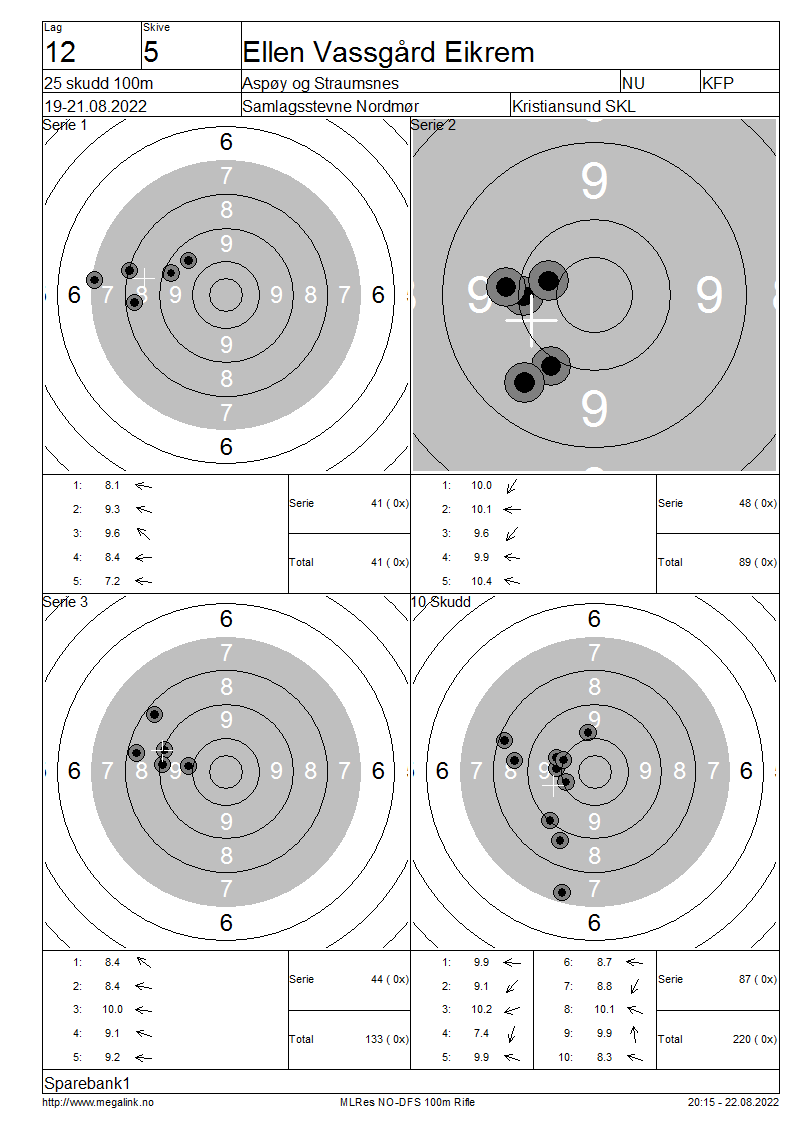 Lag Skive
12 5 Ellen Vassgård Eikrem
25 skudd 100m Aspøy og Straumsnes NU KFP
19-21.08.2022 Samlagsstevne Nordmør Kristiansund SKL
Serie 1
6
7
8
9
6 7 8 9 9 8 7 6
9
8
7
6
Serie 2
9
9 9
9
1: 8.1
2: 9.3
3: 9.6
4: 8.4
5: 7.2
Serie 41 ( 0x)
Total 41 ( 0x)
1: 10.0
2: 10.1
3: 9.6
4: 9.9
5: 10.4
Serie 48 ( 0x)
Total 89 ( 0x)
Serie 3
6
7
8
9
6 7 8 9 9 8 7 6
9
8
7
6
10 Skudd
6
7
8
9
6 7 8 9 9 8 7 6
9
8
7
6
1: 8.4
2: 8.4
3: 10.0
4: 9.1
5: 9.2
Serie 44 ( 0x)
Total 133 ( 0x)
1: 9.9 6: 8.7
2: 9.1 7: 8.8
3: 10.2 8: 10.1
4: 7.4 9: 9.9
5: 9.9 10: 8.3
Serie 87 ( 0x)
Total 220 ( 0x)
Sparebank1
http://www.megalink.no MLRes NO-DFS 100m Rifle 20:15 - 22.08.2022